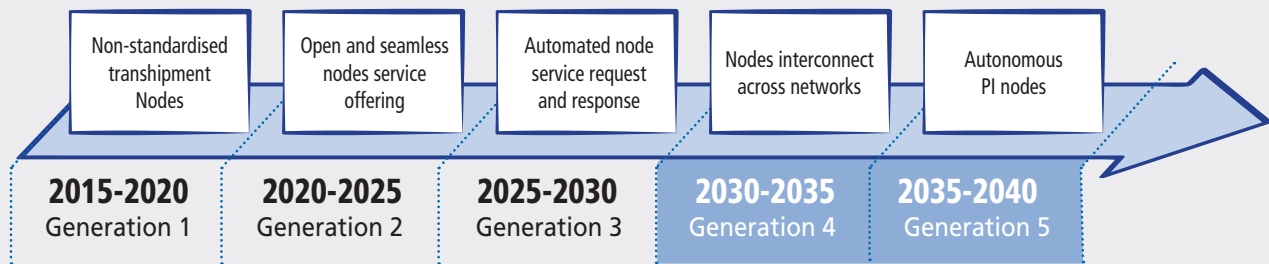 Non-standardised
transhipment
Nodes
Open and seamless
nodes service
offering
Automated node
service request
and response
Nodes interconnect
across networks
Autonomous
PI nodes
2015-2020
Generation 1
2020-2025
Generation 2
2025-2030
Generation 3
2030-2035
Generation 4
2035-2040
Generation 5